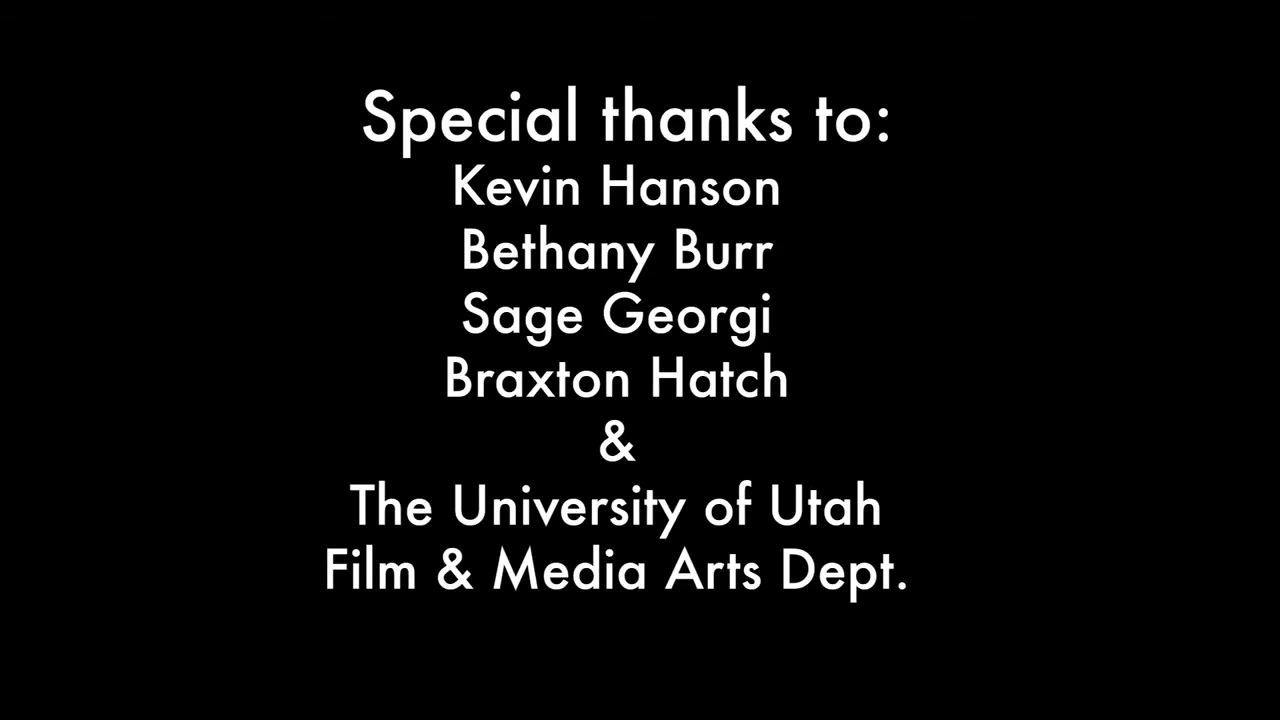 Special thanks to:
Kevin Hanson
Bethany Burr
Sage Georgi
Braxton Hatch
&
The University of Utah
Film & Media Arts Dept.